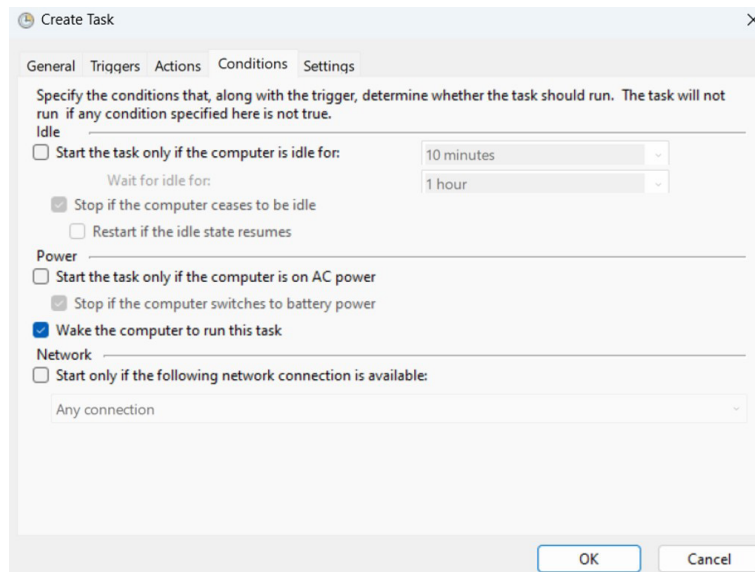 Create Task
General Triggers Actions Conditions Settings
Specify the conditions that, along with the trigger, determine whether the task should run. The task will not
run if any condition specified here is not true.
Idle
Start the task only if the computer is idle for: 10 minutes
Wait for idle for: 1 hour
Stop if the computer ceases to be idle
Restart if the idle state resumes
Power
Start the task only if the computer is on AC power
Stop if the computer switches to battery power
Wake the computer to run this task
Network
Start only if the following network connection is available:
Any connection
OK Cancel